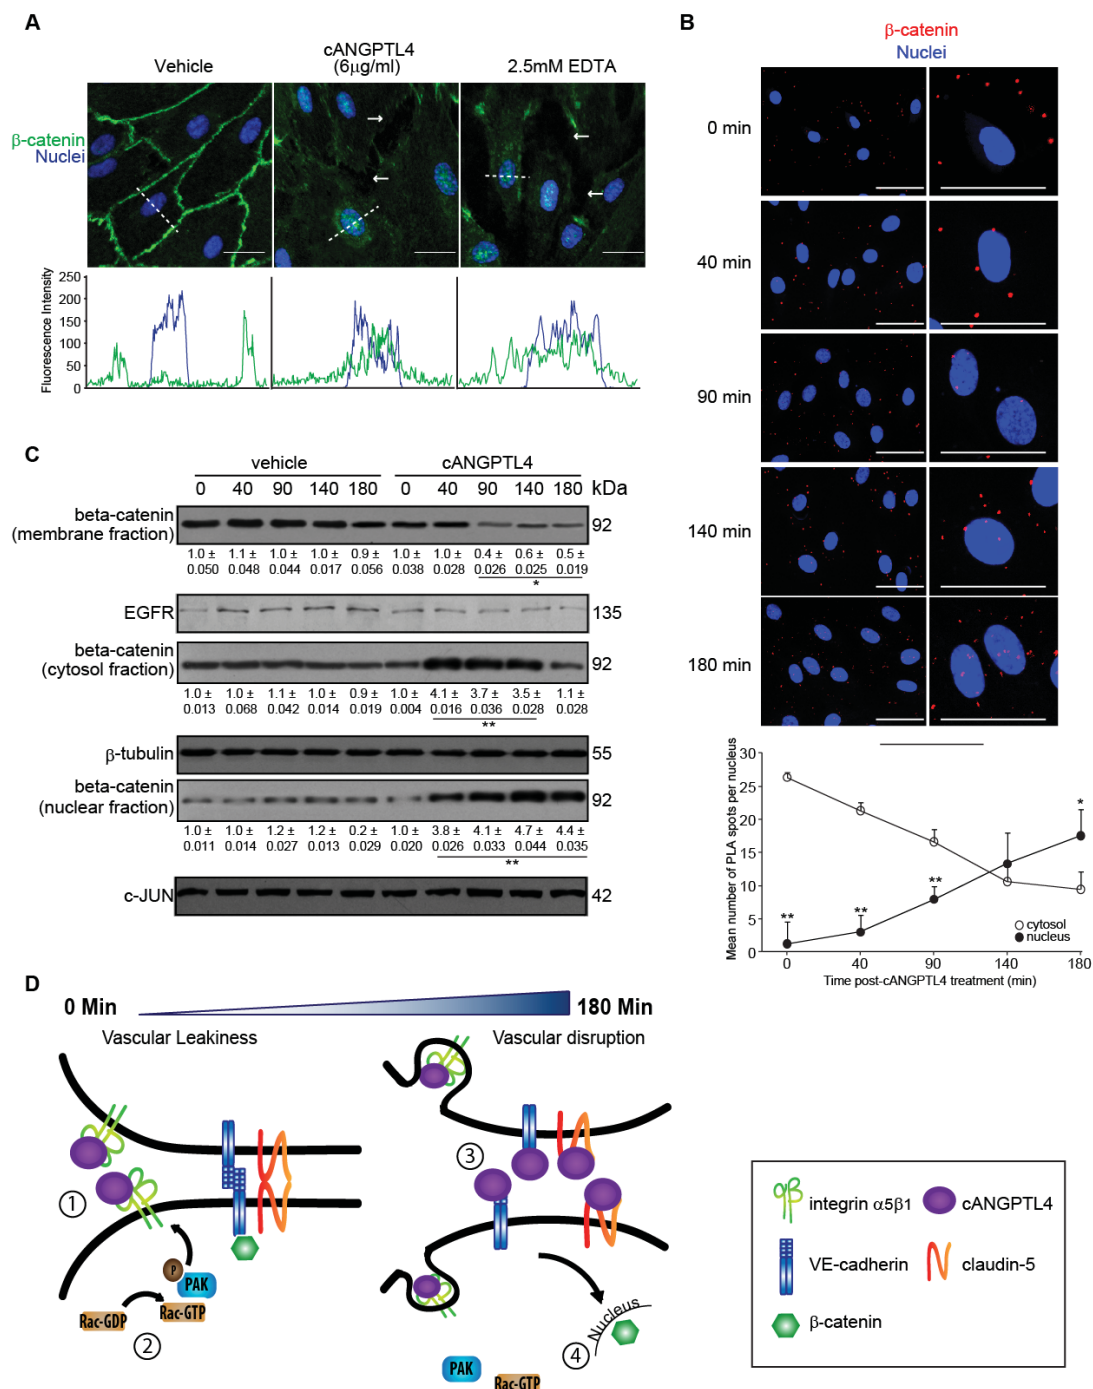 A
Vehicle
cANGPTL4
(6μg/ml)
2.5mM EDTA
β-catenin
Nuclei
Fluorescence Intensity
250
200
150
100
50
0
B
β-catenin
Nuclei
0 min
40 min
90 min
140 min
180 min
Mean number of PLA spots per nucleus
30
25
20
15
10
5
0
** ** ** *
cytosol
nucleus
0 40 90 140 180
Time post-cANGPTL4 treatment (min)
C
vehicle cANGPTL4
0 40 90 140 180 0 40 90 140 180 kDa
beta-catenin
(membrane fraction)
92
1.0 ± 1.1 ± 1.0 ± 1.0 ± 0.9 ± 1.0 ± 1.0 ± 0.4 ± 0.6 ± 0.5 ±
0.050 0.048 0.044 0.017 0.056 0.038 0.028 0.026 0.025 0.019
*
EGFR 135
beta-catenin
(cytosol fraction)
92
1.0 ± 1.0 ± 1.1 ± 1.0 ± 0.9 ± 1.0 ± 4.1 ± 3.7 ± 3.5 ± 1.1 ±
0.013 0.068 0.042 0.014 0.019 0.004 0.016 0.036 0.028 0.028
**
β-tubulin 55
beta-catenin
(nuclear fraction)
92
1.0 ± 1.0 ± 1.2 ± 1.2 ± 0.2 ± 1.0 ± 3.8 ± 4.1 ± 4.7 ± 4.4 ±
0.011 0.014 0.027 0.013 0.029 0.020 0.026 0.033 0.044 0.035
**
c-JUN 42
D
0 Min 180 Min
Vascular Leakiness
Vascular disruption
1
P
PAK
Rac-GDP
Rac-GTP
2
3
Nucleus
4
PAK
Rac-GTP
integrin α5β1
cANGPTL4
VE-cadherin
claudin-5
β-catenin